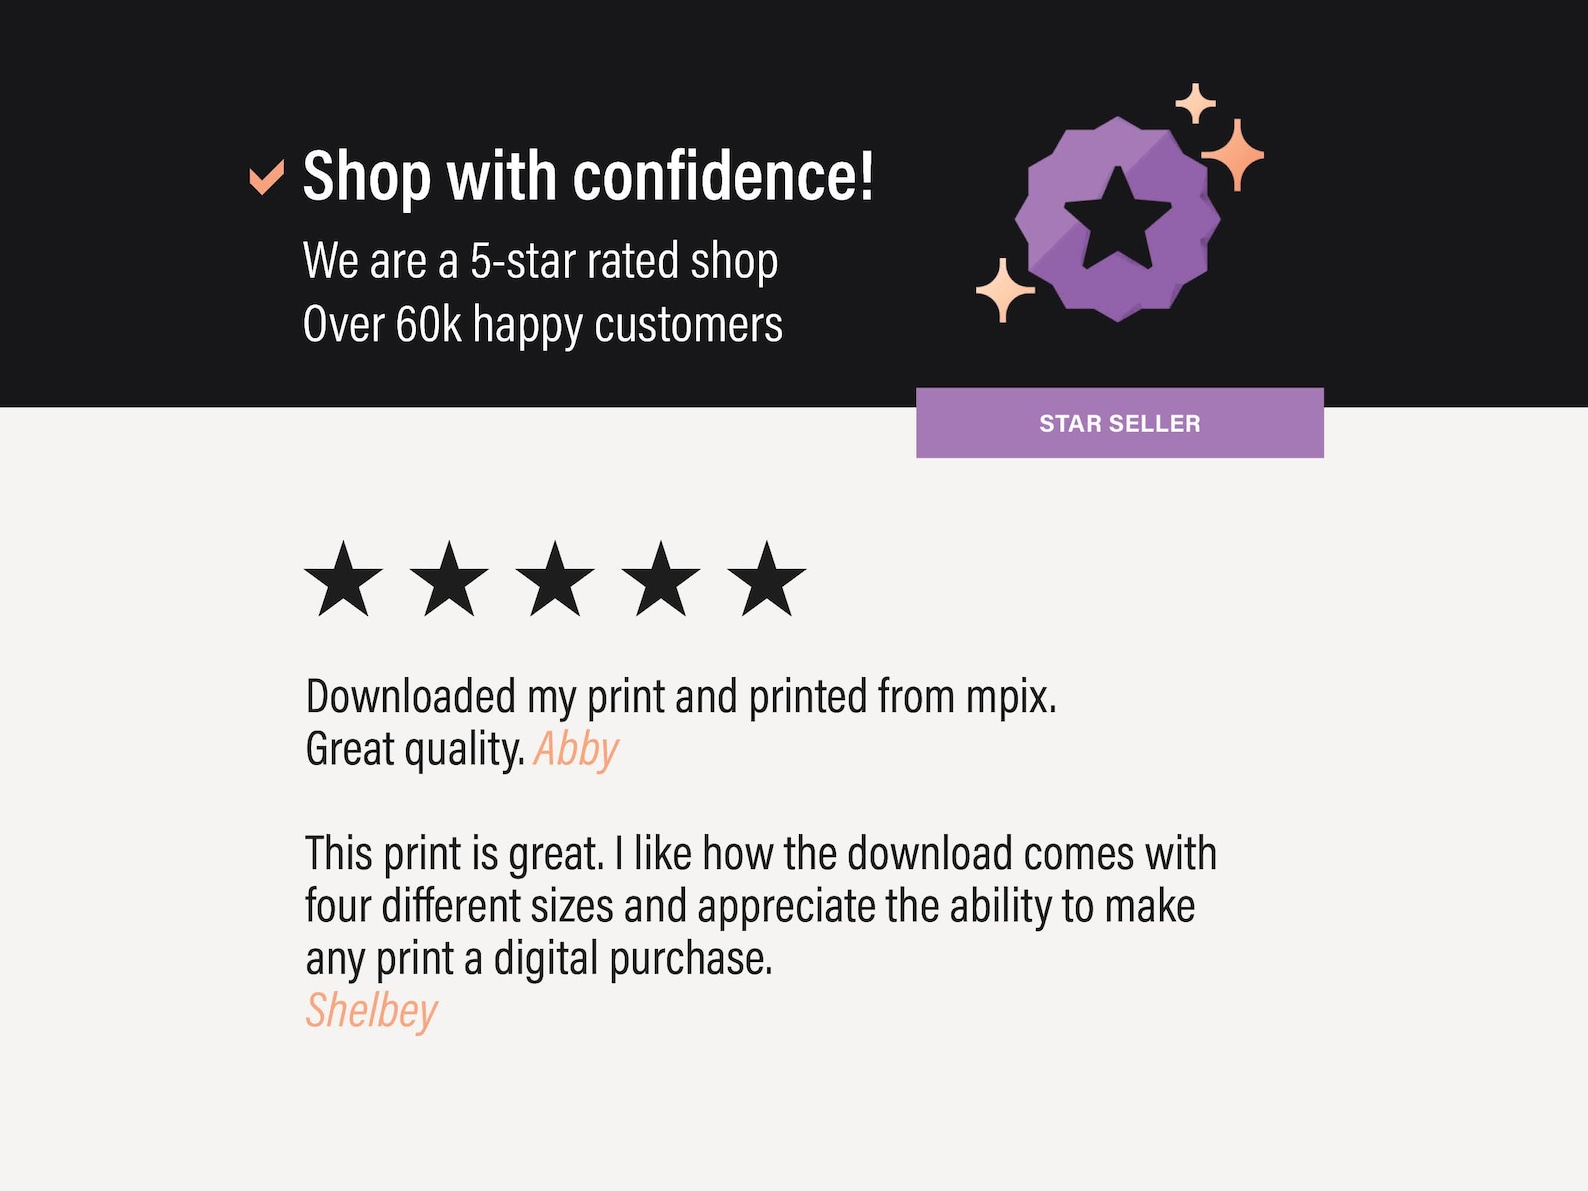 Shop with confidence!
We are a 5-star rated shop
Over 60k happy customers
STAR SELLER
Downloaded my print and printed from mpix.
Great quality. Abby
This print is great. I like how the download comes with
four different sizes and appreciate the ability to make
any print a digital purchase.
Shelbey